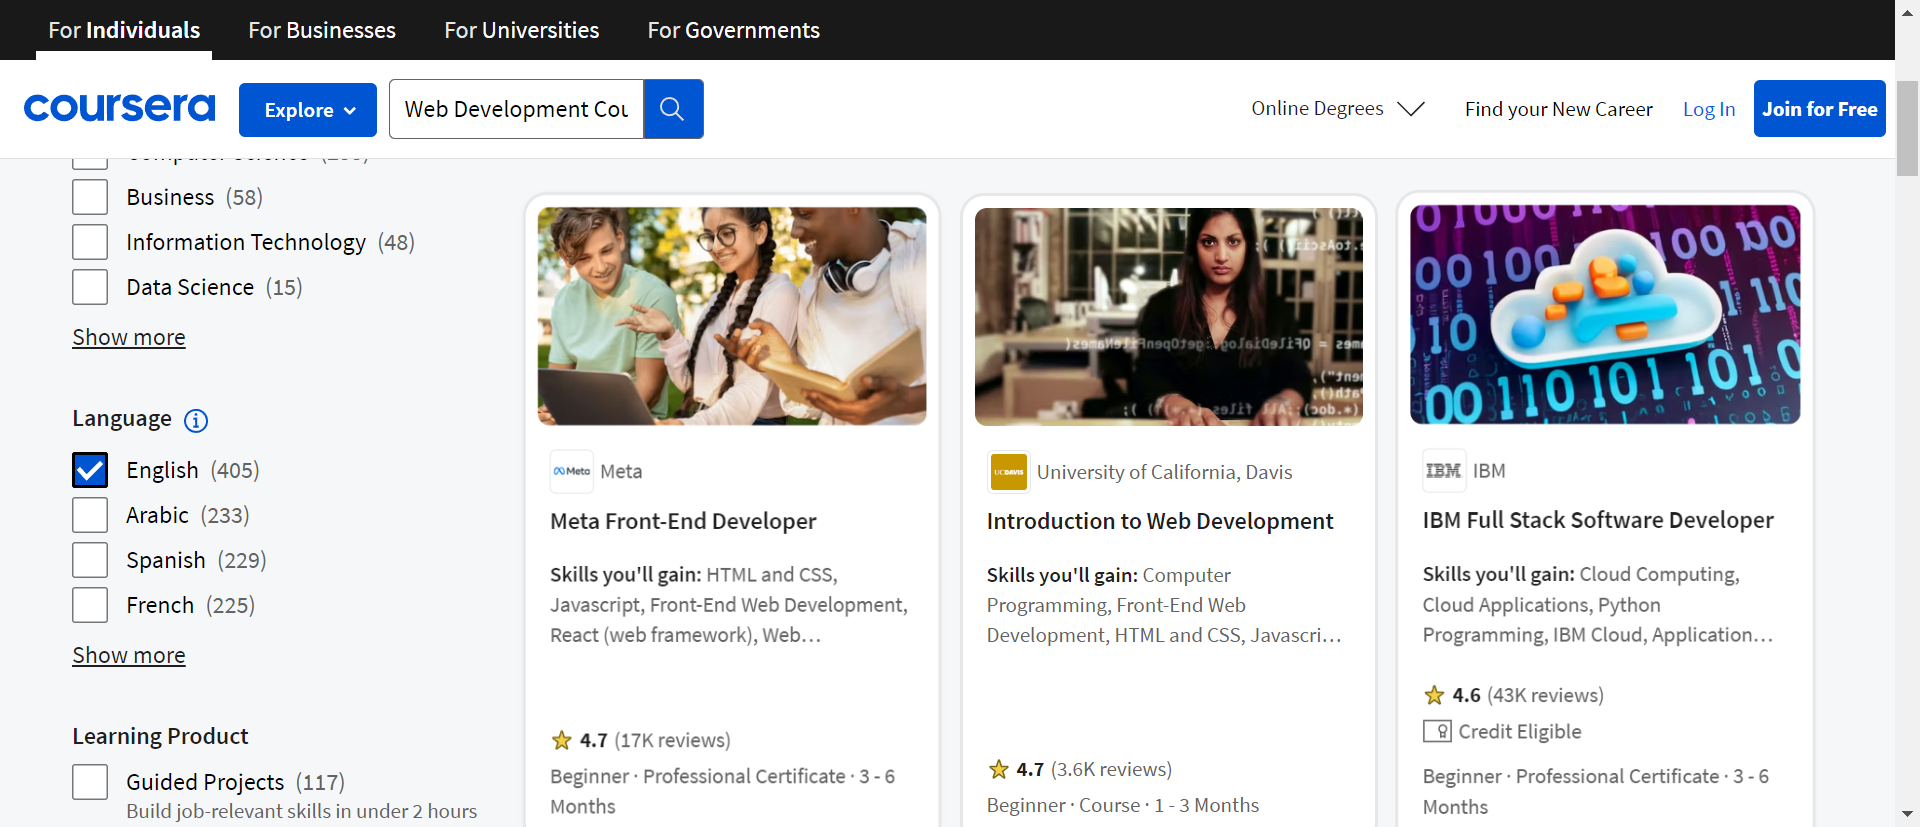 For Individuals
For Businesses
For Universities
For Governments
coursera
Explore
Web Development Cou
Online Degrees
Find your New Career
Log In
Join for Free
Business (58)
Information Technology (48)
Data Science (15)
Show more
Language
English (405)
Arabic (233)
Spanish (229)
French (225)
Show more
Learning Product
Guided Projects (117)
Build job-relevant skills in under 2 hours
Meta
Meta
Meta Front-End Developer
Skills you'll gain: HTML and CSS,
Javascript, Front-End Web Development,
React (web framework), Web…
4.7 (17K reviews)
Beginner · Professional Certificate · 3 - 6
Months
UCDAVIS
University of California, Davis
Introduction to Web Development
Skills you'll gain: Computer
Programming, Front-End Web
Development, HTML and CSS, Javascri…
4.7 (3.6K reviews)
Beginner · Course · 1 - 3 Months
IBM
IBM
IBM Full Stack Software Developer
Skills you'll gain: Cloud Computing,
Cloud Applications, Python
Programming, IBM Cloud, Application…
4.6 (43K reviews)
Credit Eligible
Beginner · Professional Certificate · 3 - 6
Months